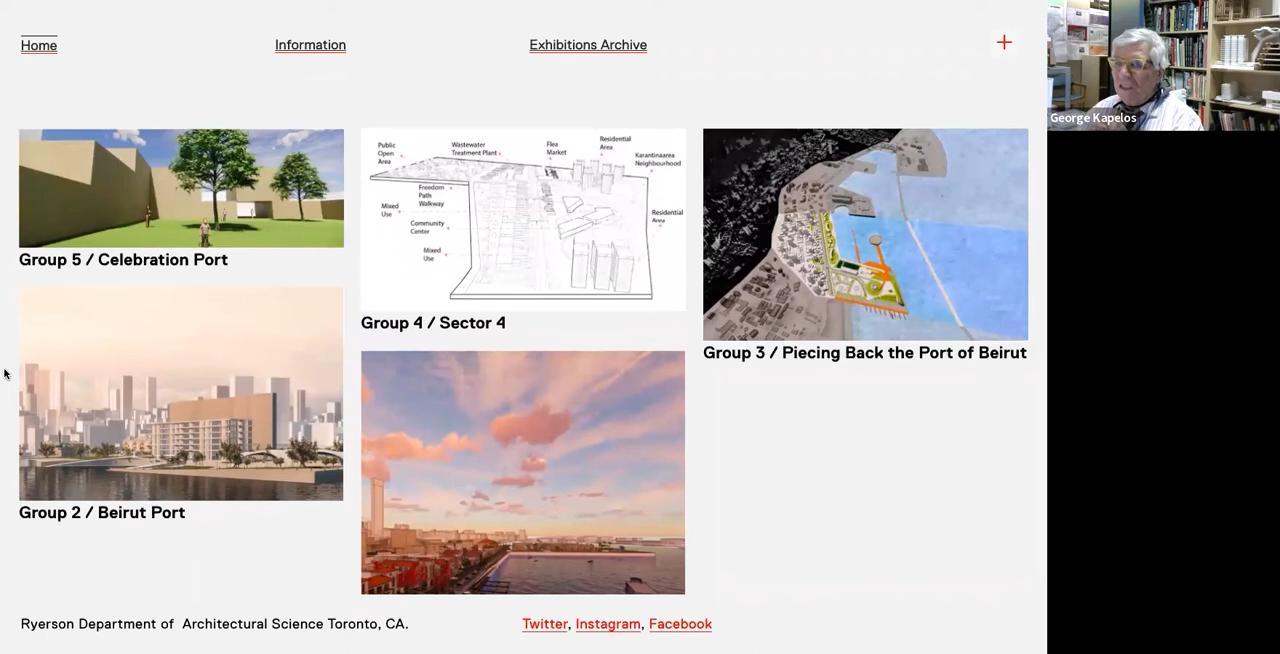 Home
Information
Exhibitions Archive
George Kapelos
Group 5 / Celebration Port
Public
Open
Area
Wastewater
Treatment Plant
Flea
Market
Residential
Area
Karantinaarea
Neighbourhood
Freedom
Path
Walkway
Mixed
Use
Community
Center
Mixed
Use
Residential
Area
Group 4 / Sector 4
Group 3 / Piecing Back the Port of Beirut
Group 2 / Beirut Port
Ryerson Department of Architectural Science Toronto, CA.
Twitter, Instagram, Facebook